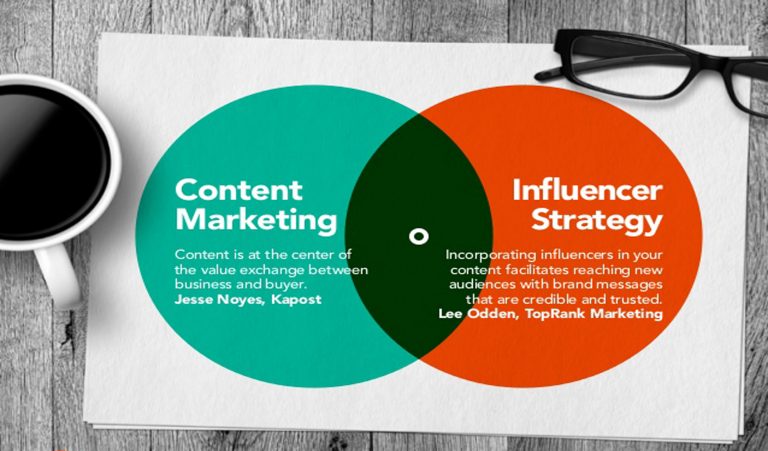 Content
Marketing
Content is at the center of
the value exchange between
business and buyer.
Jesse Noyes, Kapost
Influencer
Strategy
Incorporating influencers in your
content facilitates reaching new
audiences with brand messages
that are credible and trusted.
Lee Odden, TopRank Marketing